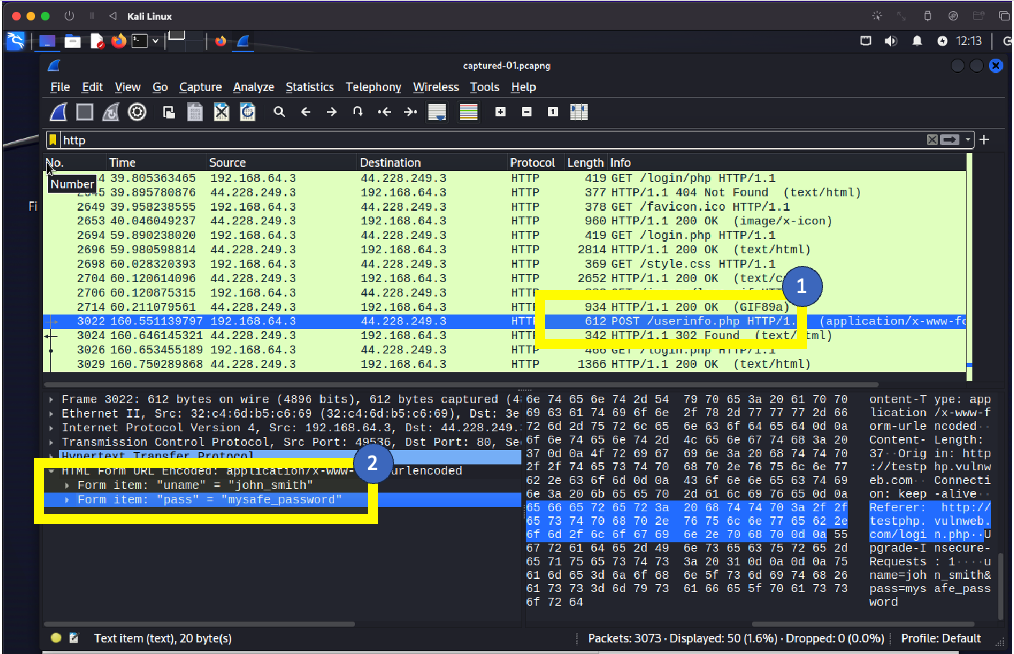 Kali Linux
12:13
captured-01.pcapng
File Edit View Go Capture Analyze Statistics Telephony Wireless Tools Help
http
No. Time Source Destination Protocol Length Info
Number
4 39.805363465 192.168.64.3 44.228.249.3 HTTP 419 GET /login/php HTTP/1.1
2645 39.895780876 44.228.249.3 192.168.64.3 HTTP 377 HTTP/1.1 404 Not Found (text/html)
2649 39.958238555 192.168.64.3 44.228.249.3 HTTP 378 GET /favicon.ico HTTP/1.1
2653 40.046049237 44.228.249.3 192.168.64.3 HTTP 960 HTTP/1.1 200 OK (image/x-icon)
2694 59.890238020 192.168.64.3 44.228.249.3 HTTP 419 GET /login.php HTTP/1.1
2696 59.980598814 44.228.249.3 192.168.64.3 HTTP 2814 HTTP/1.1 200 OK (text/html)
2698 60.028320393 192.168.64.3 44.228.249.3 HTTP 369 GET /style.css HTTP/1.1
2704 60.120614096 44.228.249.3 192.168.64.3 HTTP 2652 HTTP/1.1 200 OK (text/c
2706 60.120875315 192.168.64.3 44.228.249.3 HTTP
2714 60.211079561 44.228.249.3 192.168.64.3 HTTP 934 HTTP/1.1 200 OK (GIF89a)
1
3022 160.551139797 192.168.64.3 44.228.249.3 HTTP 612 POST /userinfo.php HTTP/1. (application/x-www-fo
3024 160.646145321 44.228.249.3 192.168.64.3 HTTP 342 HTTP/1.1 302 Found (text/html)
3026 160.653455189 192.168.64.3 44.228.249.3 HTTP 466 GET /login.php HTTP/1.1
3029 160.750289868 44.228.249.3 192.168.64.3 HTTP 1366 HTTP/1.1 200 OK (text/html)
Frame 3022: 612 bytes on wire (4896 bits), 612 bytes captured (4
Ethernet II, Src: 32:c4:6d:b5:c6:69 (32:c4:6d:b5:c6:69), Dst: 3e
Internet Protocol Version 4, Src: 192.168.64.3, Dst: 44.228.249.
Transmission Control Protocol, Src Port: 49536, Dst Port: 80, Se
Hypertext Transfer Protocol
HTML Form URL Encoded: application/x-www- urlencoded
2
Form item: "uname" = "john_smith"
Form item: "pass" = "mysafe_password"
6e 74 65 6e 74 2d 54 79 70 65 3a 20 61 70 70 ontent-T ype: app
6c 69 63 61 74 69 6f 6e 2f 78 2d 77 77 77 2d 66 lication /x-www-f
6f 72 6d 2d 75 72 6c 65 6e 63 6f 64 65 64 0d 0a orm-urle ncoded··
6f 6e 74 65 6e 74 2d 4c 65 6e 67 74 68 3a 20 Content- Length:
37 0d 0a 4f 72 69 67 69 6e 3a 20 68 74 74 70 37··Orig in: http
2f 2f 74 65 73 74 70 68 70 2e 76 75 6c 6e 77 ://testp hp.vulnw
62 2e 63 6f 6d 0d 0a 43 6f 6e 6e 65 63 74 69 eb.com·· Connecti
6e 3a 20 6b 65 65 70 2d 61 6c 69 76 65 0d 0a on: keep -alive··
65 66 65 72 65 72 3a 20 68 74 74 70 3a 2f 2f Referer: http://
65 73 74 70 68 70 2e 76 75 6c 6e 77 65 62 2e testphp. vulnweb.
6f 6d 2f 6c 6f 67 69 6e 2e 70 68 70 0d 0a 55 com/logi n.php··U
67 72 61 64 65 2d 49 6e 73 65 63 75 72 65 2d pgrade-I nsecure-
65 71 75 65 73 74 73 3a 20 31 0d 0a 0d 0a 75 Requests : 1····u
61 6d 65 3d 6a 6f 68 6e 5f 73 6d 69 74 68 26 name=joh n_smith&
61 73 73 3d 6d 79 73 61 66 65 5f 70 61 73 73 pass=mys afe_pass
6f 72 64 word
Text item (text), 20 byte(s)
Packets: 3073 · Displayed: 50 (1.6%) · Dropped: 0 (0.0%)
Profile: Default